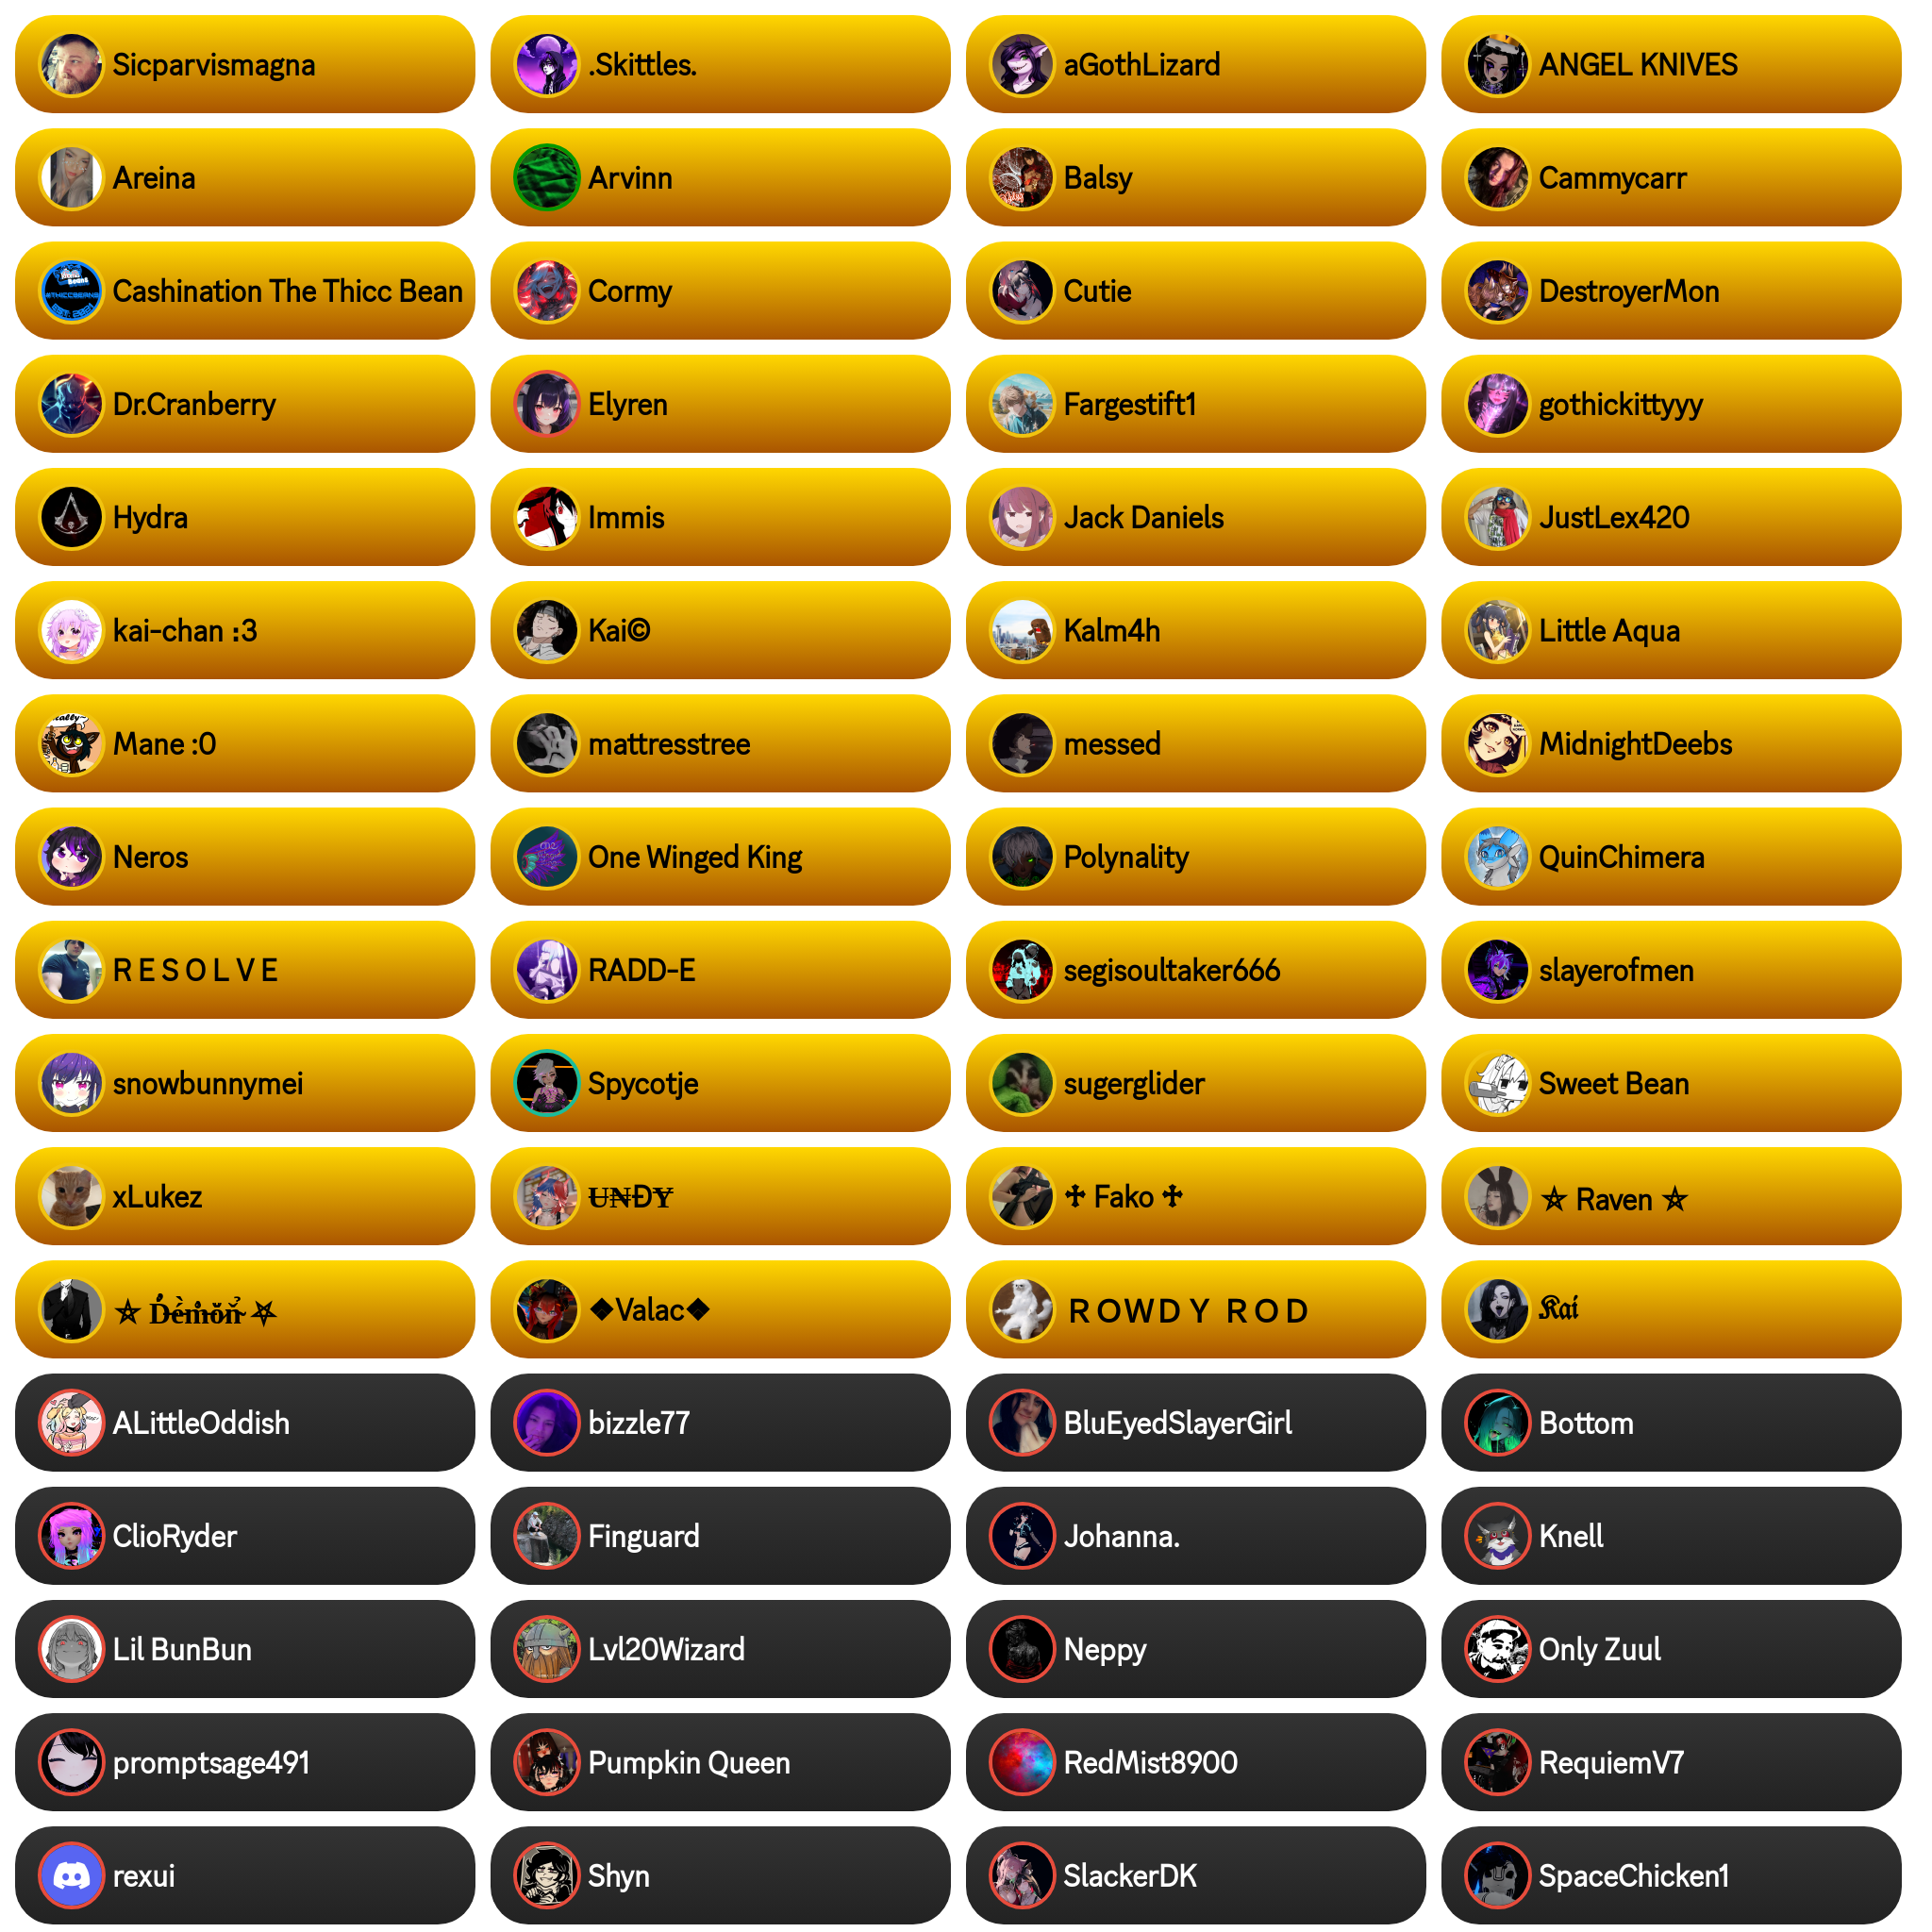 Sicparvismagna
.Skittles.
aGothLizard
ANGEL KNIVES
Areina
Arvinn
Balsy
Cammycarr
Cashination The Thicc Bean
Cormy
Cutie
DestroyerMon
Dr.Cranberry
Elyren
Fargestift1
gothickittyyy
Hydra
Immis
Jack Daniels
JustLex420
kai-chan :3
Kai©
Kalm4h
Little Aqua
Mane :0
mattresstree
messed
MidnightDeebs
Neros
One Winged King
Polynality
QuinChimera
R E S O L V E
RADD-E
segisoultaker666
slayerofmen
snowbunnymei
Spycotje
sugerglider
Sweet Bean
xLukez
U̶N̶ĐY̶
✢ Fako ✢
⛤ Raven ⛤
⛤ D̶é̶m̶ö̶n̶ ⛧
◆Valac◆
ＲＯＷＤＹ ＲＯＤ
𝕶𝖆𝖎
ALittleOddish
bizzle77
BluEyedSlayerGirl
Bottom
ClioRyder
Finguard
Johanna.
Knell
Lil BunBun
Lvl20Wizard
Neppy
Only Zuul
promptsage491
Pumpkin Queen
RedMist8900
RequiemV7
rexui
Shyn
SlackerDK
SpaceChicken1